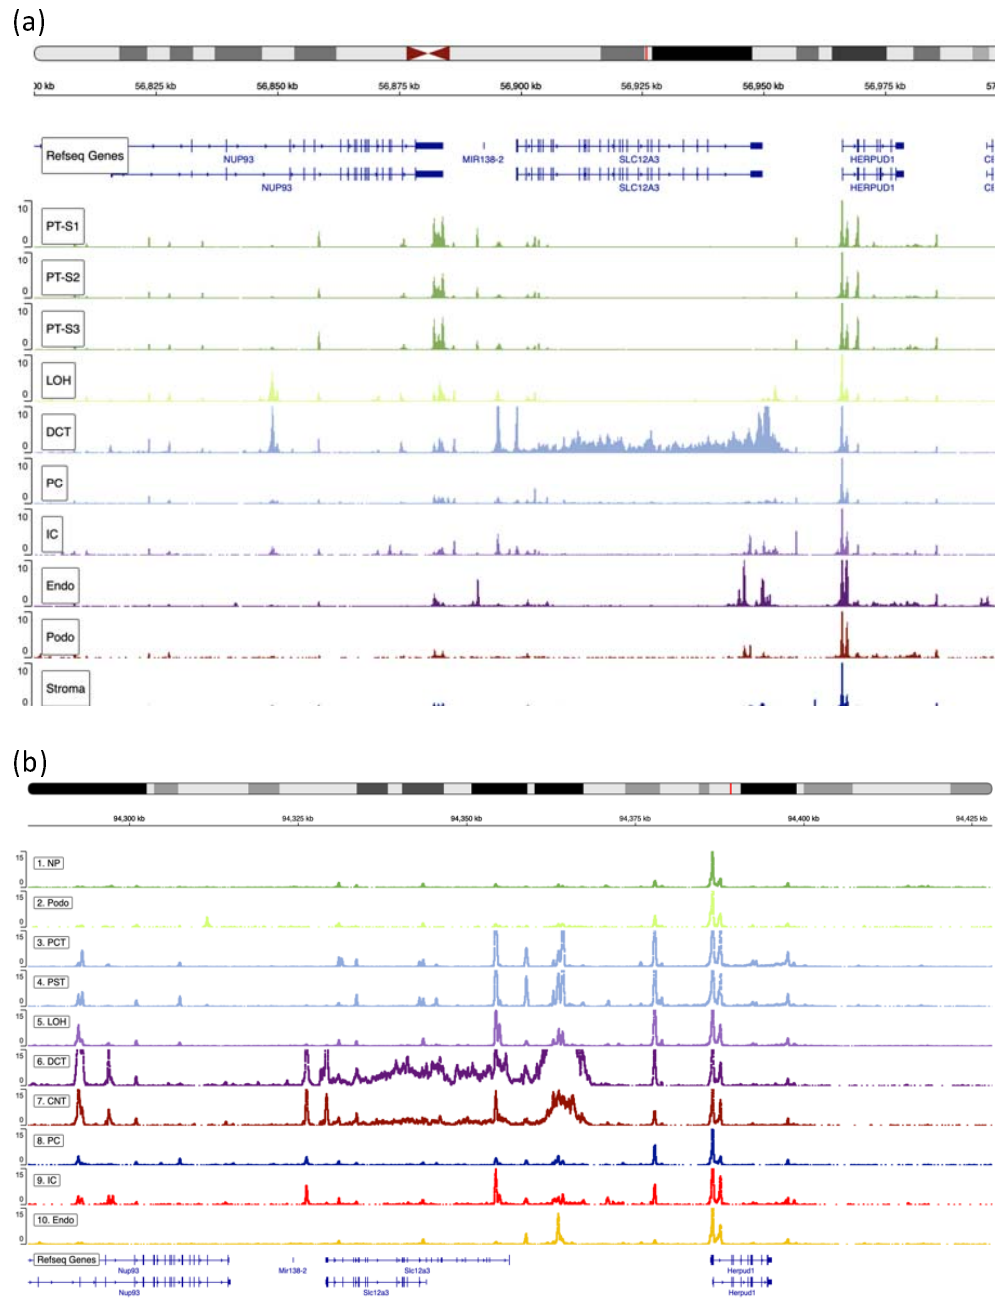 (a)
00 kb 56,825 kb 56,850 kb 56,875 kb 56,900 kb 56,925 kb 56,950 kb 56,975 kb 57
Refseq Genes NUP93 MIR138-2 SLC12A3 HERPUD1 CE
NUP93 SLC12A3 HERPUD1 CE
10 PT-S1 0
10 PT-S2 0
10 PT-S3 0
10 LOH 0
10 DCT 0
10 PC 0
10 IC 0
10 Endo 0
10 Podo 0
10 Stroma
(b)
94,300 kb 94,325 kb 94,350 kb 94,375 kb 94,400 kb 94,425 kb
15 1. NP 0
15 2. Podo 0
15 3. PCT 0
15 4. PST 0
15 5. LOH 0
15 6. DCT 0
15 7. CNT 0
15 8. PC 0
15 9. IC 0
15 10. Endo 0
Refseq Genes Nup93 Mir138-2 Slc12a3 Herpud1
Nup93 Slc12a3 Herpud1